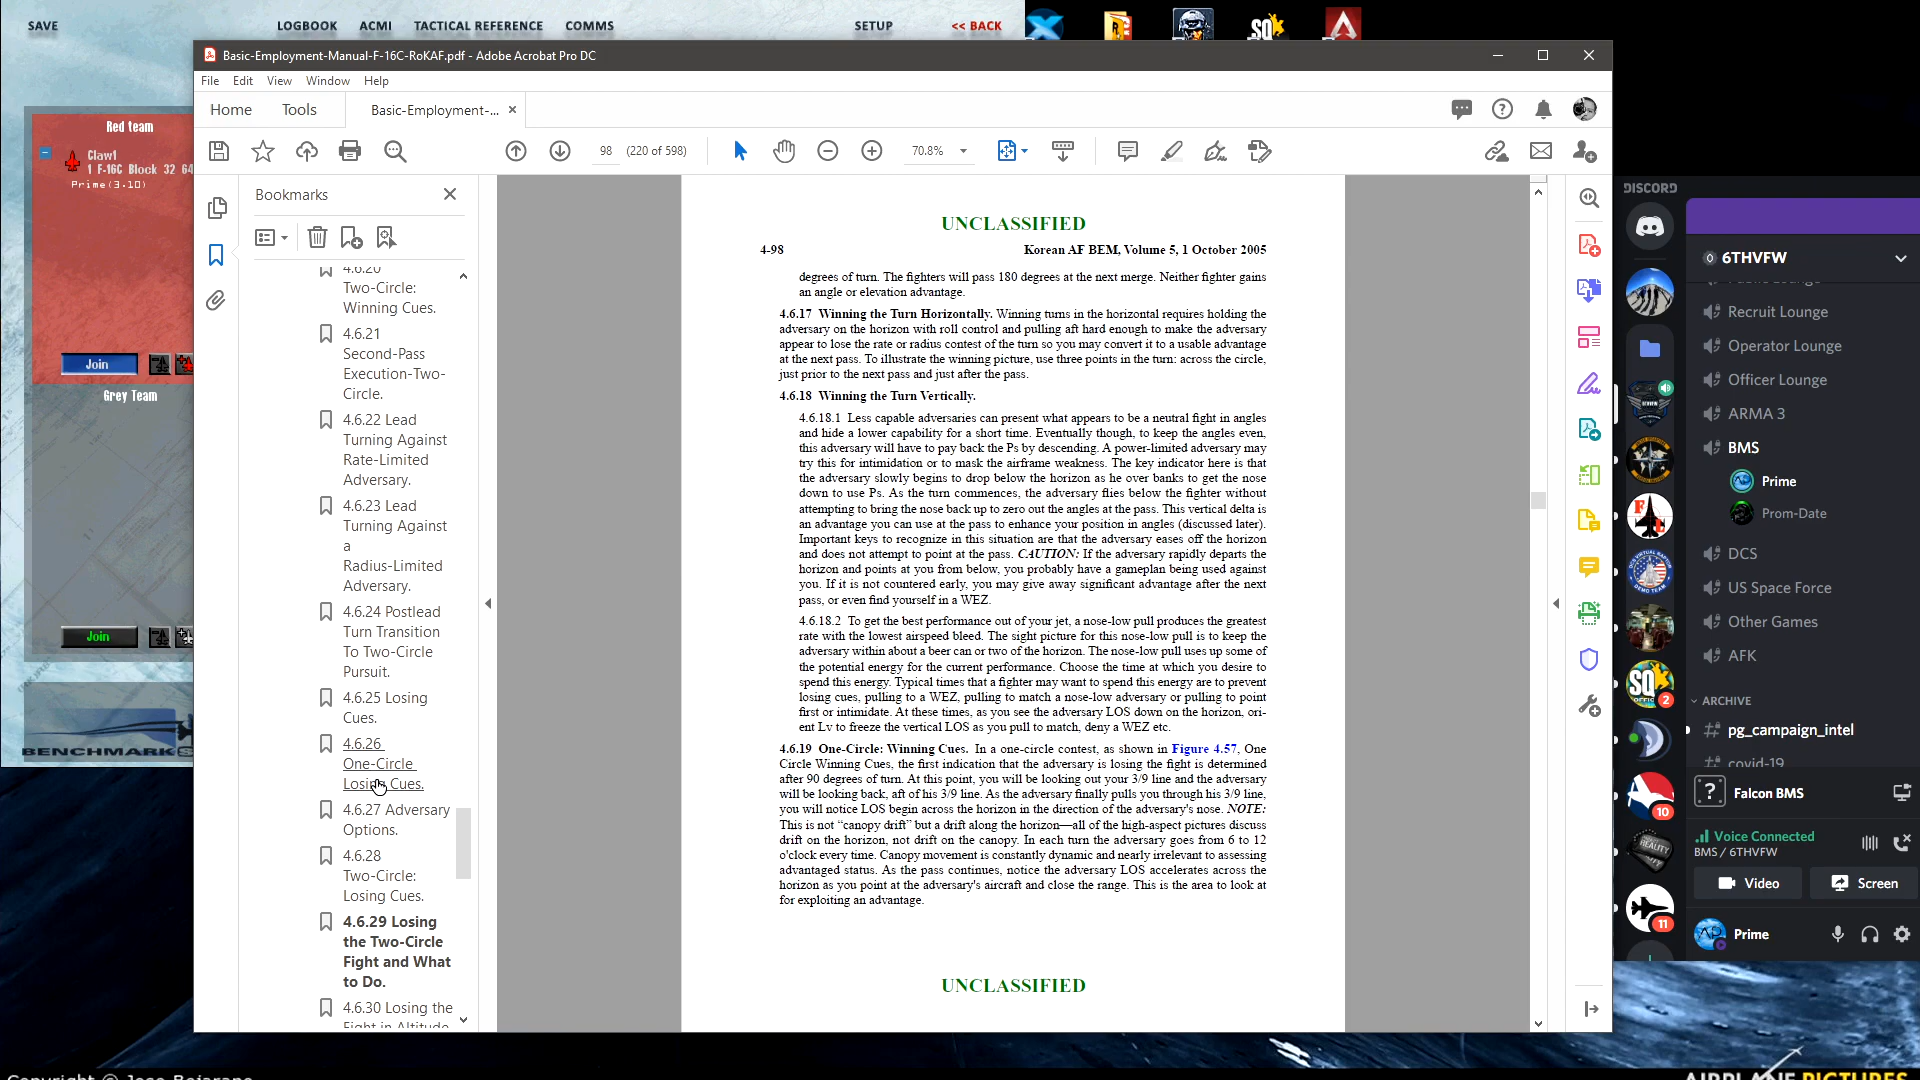 SAVE
LOGBOOK
ACMI
TACTICAL REFERENCE
COMMS
SETUP
<< BACK
Red team
Claw1
1 F-16C Block 32 64
Prime(3.10)
Join
Grey Team
Join
BENCHMARK
Basic-Employment-Manual-F-16C-RoKAF.pdf - Adobe Acrobat Pro DC
File Edit View Window Help
Home
Tools
Basic-Employment-...
98 (220 of 598)
70.8%
Bookmarks
4.6.20
Two-Circle:
Winning Cues.
4.6.21
Second-Pass
Execution-Two-
Circle.
4.6.22 Lead
Turning Against
Rate-Limited
Adversary.
4.6.23 Lead
Turning Against
a
Radius-Limited
Adversary.
4.6.24 Postlead
Turn Transition
To Two-Circle
Pursuit.
4.6.25 Losing
Cues.
4.6.26
One-Circle
Losing Cues.
4.6.27 Adversary
Options.
4.6.28
Two-Circle:
Losing Cues.
4.6.29 Losing
the Two-Circle
Fight and What
to Do.
4.6.30 Losing the
Fight in Altitude
UNCLASSIFIED
4-98
Korean AF BEM, Volume 5, 1 October 2005
degrees of turn. The fighters will pass 180 degrees at the next merge. Neither fighter gains
an angle or elevation advantage.
4.6.17 Winning the Turn Horizontally. Winning turns in the horizontal requires holding the
adversary on the horizon with roll control and pulling aft hard enough to make the adversary
appear to lose the rate or radius contest of the turn so you may convert it to a usable advantage
at the next pass. To illustrate the winning picture, use three points in the turn: across the circle,
just prior to the next pass and just after the pass.
4.6.18 Winning the Turn Vertically.
4.6.18.1 Less capable adversaries can present what appears to be a neutral fight in angles
and hide a lower capability for a short time. Eventually though, to keep the angles even,
this adversary will have to pay back the Ps by descending. A power-limited adversary may
try this for intimidation or to mask the airframe weakness. The key indicator here is that
the adversary slowly begins to drop below the horizon as he over banks to get the nose
down to use Ps. As the turn commences, the adversary flies below the fighter without
attempting to bring the nose back up to zero out the angles at the pass. This vertical delta is
an advantage you can use at the pass to enhance your position in angles (discussed later).
Important keys to recognize in this situation are that the adversary eases off the horizon
and does not attempt to point at the pass. CAUTION: If the adversary rapidly departs the
horizon and points at you from below, you probably have a gameplan being used against
you. If it is not countered early, you may give away significant advantage after the next
pass, or even find yourself in a WEZ.
4.6.18.2 To get the best performance out of your jet, a nose-low pull produces the greatest
rate with the lowest airspeed bleed. The sight picture for this nose-low pull is to keep the
adversary within about a beer can or two of the horizon. The nose-low pull uses up some of
the potential energy for the current performance. Choose the time at which you desire to
spend this energy. Typical times that a fighter may want to spend this energy are to prevent
losing cues, pulling to a WEZ, pulling to match a nose-low adversary or pulling to point
first or intimidate. At these times, as you see the adversary LOS down on the horizon, ori-
ent Lv to freeze the vertical LOS as you pull to match, deny a WEZ etc.
4.6.19 One-Circle: Winning Cues. In a one-circle contest, as shown in Figure 4.57, One
Circle Winning Cues, the first indication that the adversary is losing the fight is determined
after 90 degrees of turn. At this point, you will be looking out your 3/9 line and the adversary
will be looking back, aft of his 3/9 line. As the adversary finally pulls you through his 3/9 line,
you will notice LOS begin across the horizon in the direction of the adversary's nose. NOTE:
This is not “canopy drift” but a drift along the horizon—all of the high-aspect pictures discuss
drift on the horizon, not drift on the canopy. In each turn the adversary goes from 6 to 12
o'clock every time. Canopy movement is constantly dynamic and nearly irrelevant to assessing
advantaged status. As the pass continues, notice the adversary LOS accelerates across the
horizon as you point at the adversary's aircraft and close the range. This is the area to look at
for exploiting an advantage.
UNCLASSIFIED
DISCORD
6THVFW
Recruit Lounge
Operator Lounge
Officer Lounge
ARMA 3
BMS
Prime
Prom-Date
DCS
US Space Force
Other Games
AFK
ARCHIVE
pg_campaign_intel
covid-19
Falcon BMS
Voice Connected
BMS / 6THVFW
Video
Screen
Prime
SQ
2
10
11
Copyright © Jose Bejarano
AIRPLANE PICTURES